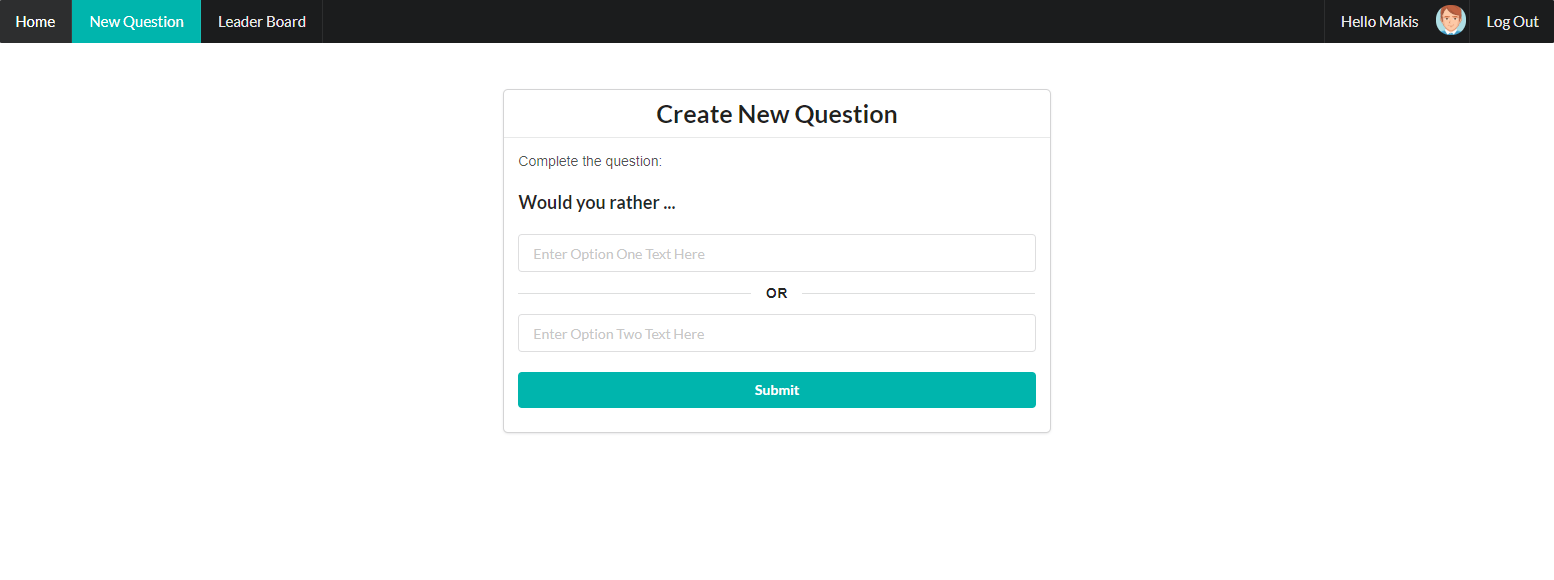 Home New Question Leader Board Hello Makis Log Out
Create New Question
Complete the question:
Would you rather ...
Enter Option One Text Here
OR
Enter Option Two Text Here
Submit